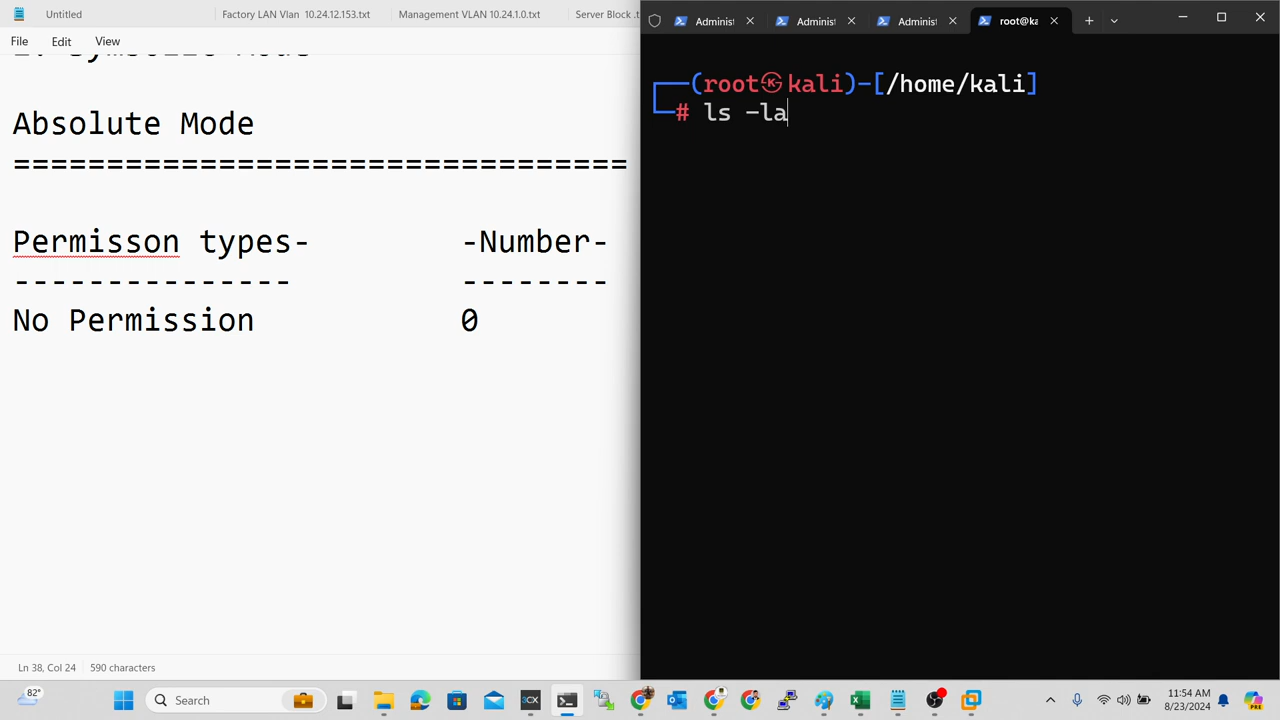 Untitled
Factory LAN Vlan 10.24.12.153.txt
Management VLAN 10.24.1.0.txt
Server Block .t
File Edit View
Absolute Mode
=================================
Permisson types- -Number-
--------------- --------
No Permission 0
Ln 38, Col 24 590 characters
Administ
Administ
Administ
root@ka
┌──(root㉿kali)-[/home/kali]
└─# ls -la
82°
Search
11:54 AM
8/23/2024
PRE